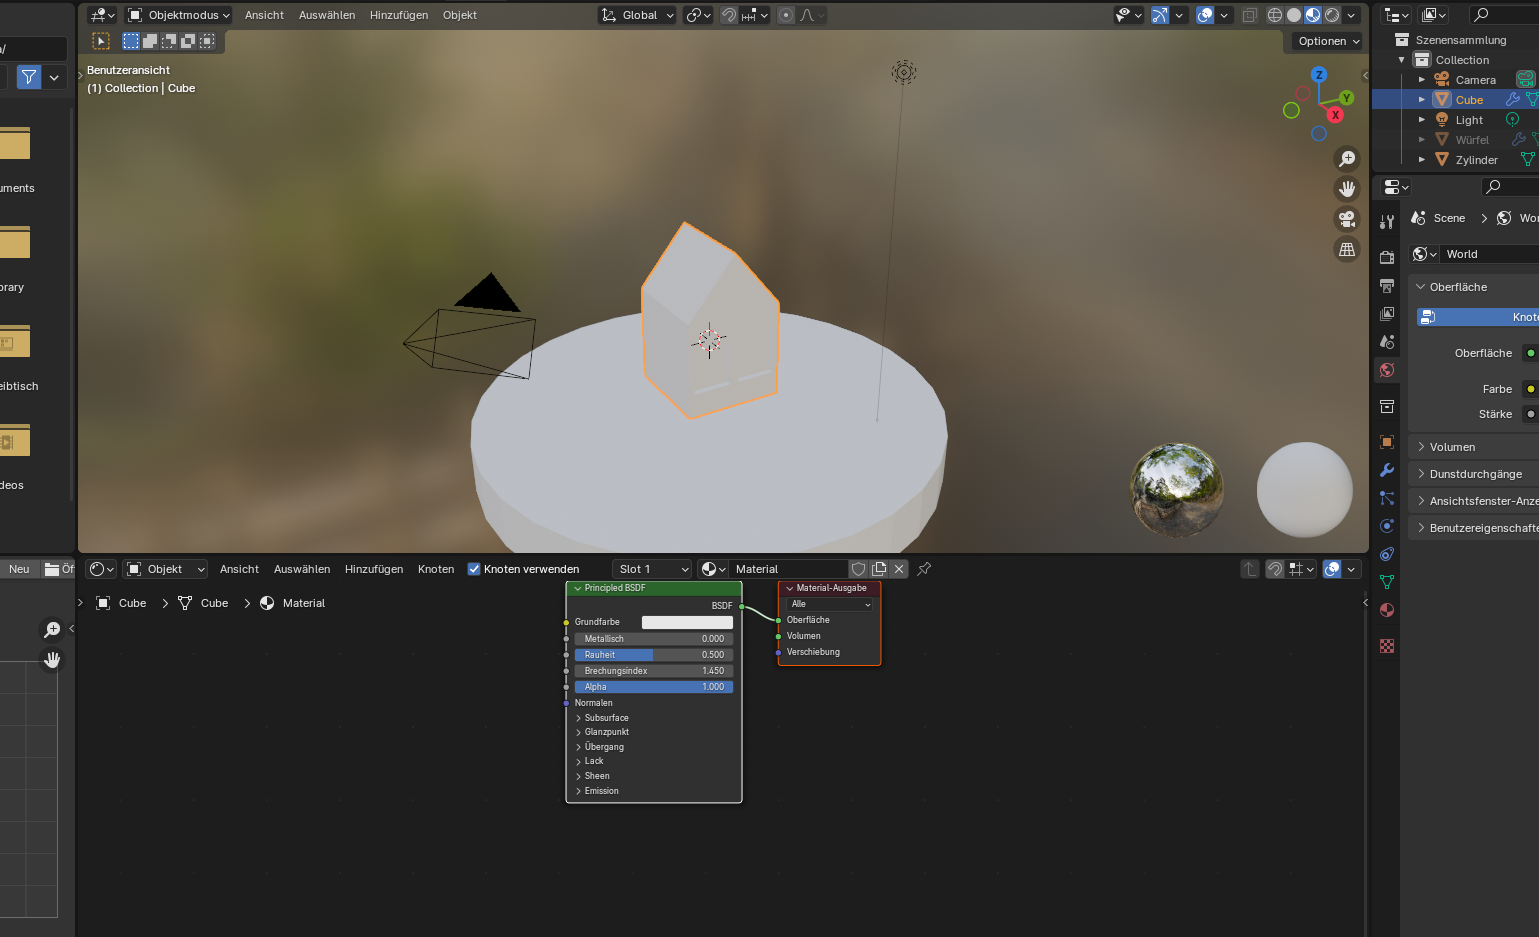 Objektmodus
Ansicht
Auswählen
Hinzufügen
Objekt
Global
Optionen
Benutzeransicht
(1) Collection | Cube
Z
Y
X
a/
uments
orary
eibtisch
deos
Szenensammlung
Collection
Camera
Cube
Light
Würfel
Zylinder
Scene
Wor
World
Oberfläche
Knote
Oberfläche
Farbe
Stärke
Volumen
Dunstdurchgänge
Ansichtsfenster-Anze
Benutzereigenschafte
Neu
Öf
Objekt
Ansicht
Auswählen
Hinzufügen
Knoten
Knoten verwenden
Slot 1
Material
Cube
Cube
Material
Principled BSDF
BSDF
Grundfarbe
Metallisch 0.000
Rauheit 0.500
Brechungsindex 1.450
Alpha 1.000
Normalen
Subsurface
Glanzpunkt
Übergang
Lack
Sheen
Emission
Material-Ausgabe
Alle
Oberfläche
Volumen
Verschiebung